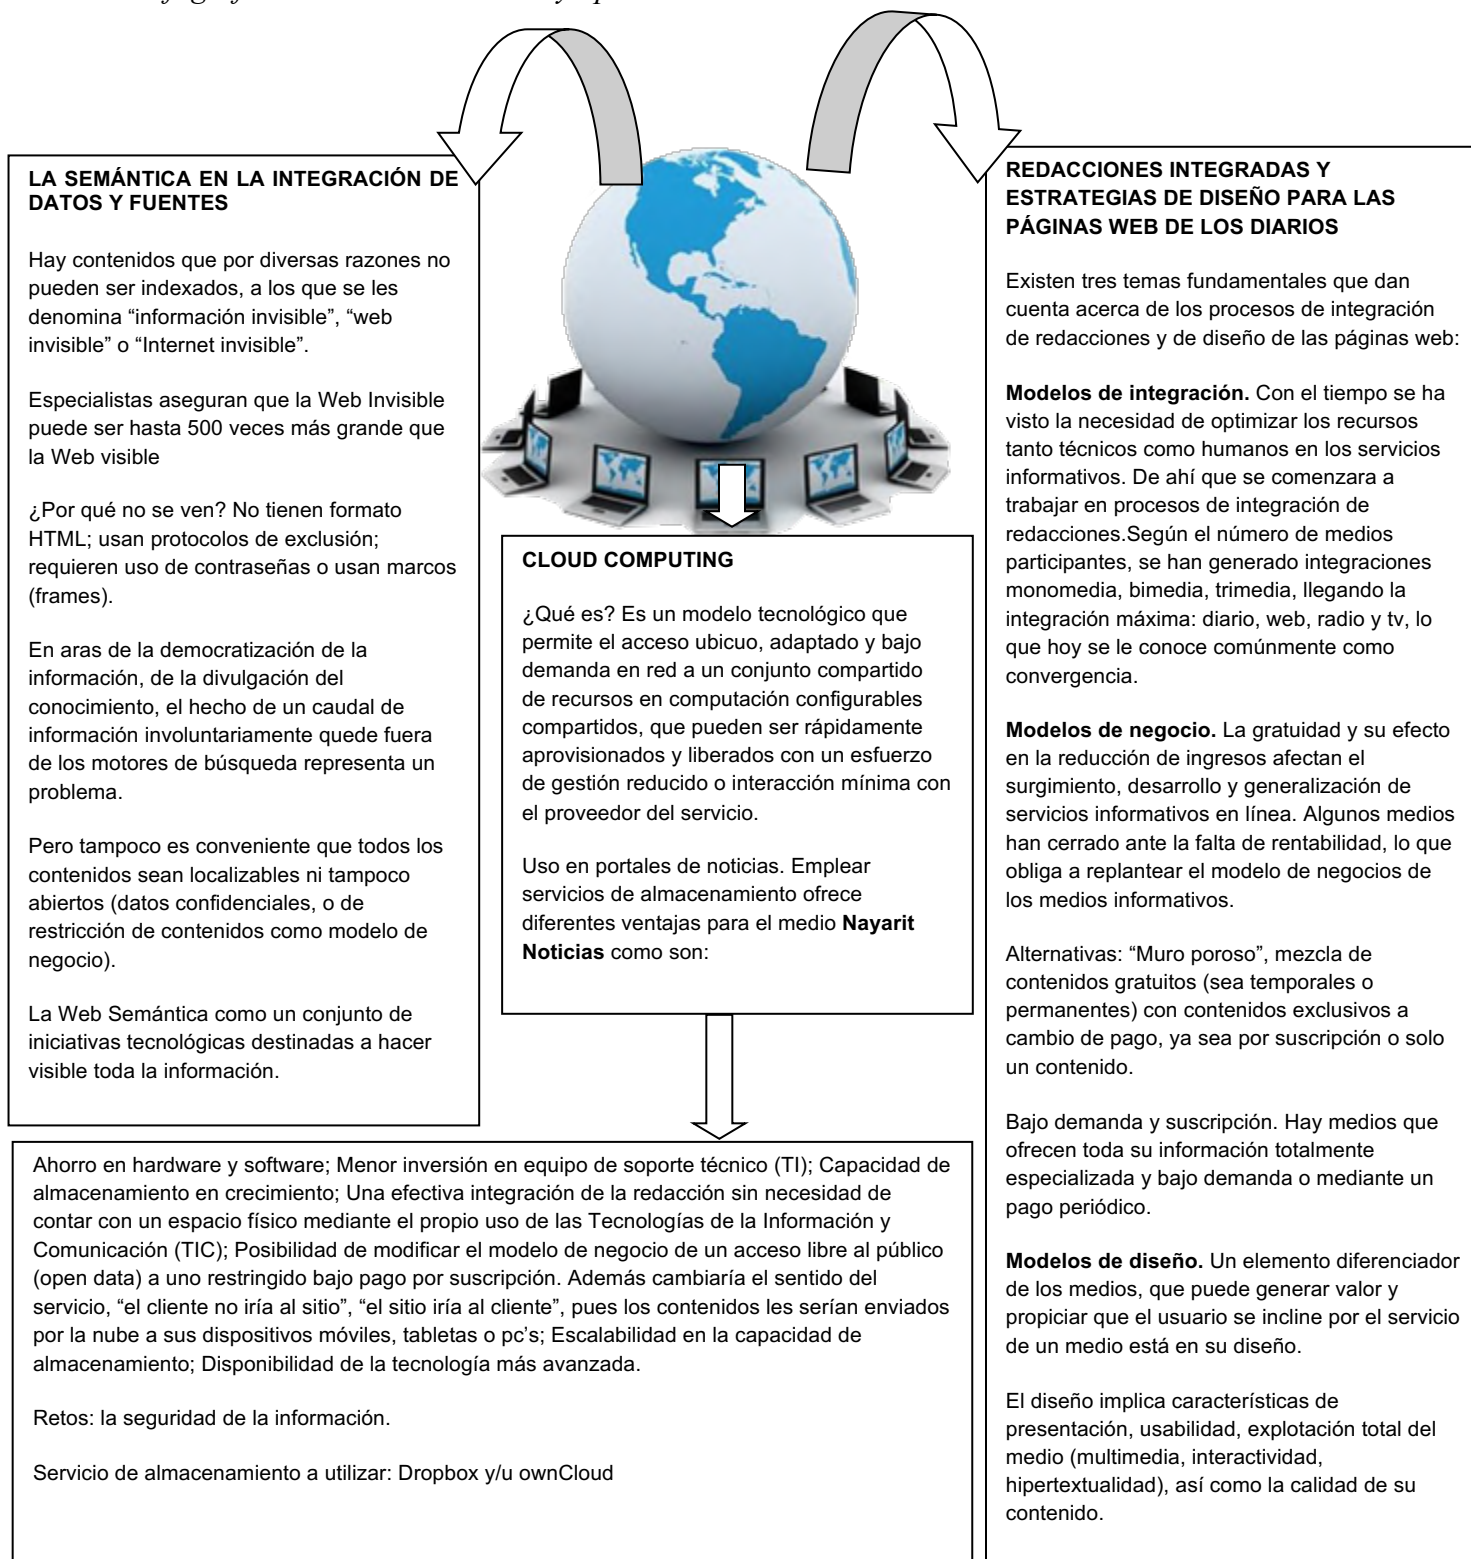 LA SEMÁNTICA EN LA INTEGRACIÓN DE
DATOS Y FUENTES
Hay contenidos que por diversas razones no
pueden ser indexados, a los que se les
denomina “información invisible”, “web
invisible” o “Internet invisible”.
Especialistas aseguran que la Web Invisible
puede ser hasta 500 veces más grande que
la Web visible
¿Por qué no se ven? No tienen formato
HTML; usan protocolos de exclusión;
requieren uso de contraseñas o usan marcos
(frames).
En aras de la democratización de la
información, de la divulgación del
conocimiento, el hecho de un caudal de
información involuntariamente quede fuera
de los motores de búsqueda representa un
problema.
Pero tampoco es conveniente que todos los
contenidos sean localizables ni tampoco
abiertos (datos confidenciales, o de
restricción de contenidos como modelo de
negocio).
La Web Semántica como un conjunto de
iniciativas tecnológicas destinadas a hacer
visible toda la información.
CLOUD COMPUTING
¿Qué es? Es un modelo tecnológico que
permite el acceso ubicuo, adaptado y bajo
demanda en red a un conjunto compartido
de recursos en computación configurables
compartidos, que pueden ser rápidamente
aprovisionados y liberados con un esfuerzo
de gestión reducido o interacción mínima con
el proveedor del servicio.
Uso en portales de noticias. Emplear
servicios de almacenamiento ofrece
diferentes ventajas para el medio Nayarit
Noticias como son:
Ahorro en hardware y software; Menor inversión en equipo de soporte técnico (TI); Capacidad de
almacenamiento en crecimiento; Una efectiva integración de la redacción sin necesidad de
contar con un espacio físico mediante el propio uso de las Tecnologías de la Información y
Comunicación (TIC); Posibilidad de modificar el modelo de negocio de un acceso libre al público
(open data) a uno restringido bajo pago por suscripción. Además cambiaría el sentido del
servicio, “el cliente no iría al sitio”, “el sitio iría al cliente”, pues los contenidos les serían enviados
por la nube a sus dispositivos móviles, tabletas o pc’s; Escalabilidad en la capacidad de
almacenamiento; Disponibilidad de la tecnología más avanzada.
Retos: la seguridad de la información.
Servicio de almacenamiento a utilizar: Dropbox y/u ownCloud
REDACCIONES INTEGRADAS Y
ESTRATEGIAS DE DISEÑO PARA LAS
PÁGINAS WEB DE LOS DIARIOS
Existen tres temas fundamentales que dan
cuenta acerca de los procesos de integración
de redacciones y de diseño de las páginas web:
Modelos de integración. Con el tiempo se ha
visto la necesidad de optimizar los recursos
tanto técnicos como humanos en los servicios
informativos. De ahí que se comenzara a
trabajar en procesos de integración de
redacciones.Según el número de medios
participantes, se han generado integraciones
monomedia, bimedia, trimedia, llegando la
integración máxima: diario, web, radio y tv, lo
que hoy se le conoce comúnmente como
convergencia.
Modelos de negocio. La gratuidad y su efecto
en la reducción de ingresos afectan el
surgimiento, desarrollo y generalización de
servicios informativos en línea. Algunos medios
han cerrado ante la falta de rentabilidad, lo que
obliga a replantear el modelo de negocios de
los medios informativos.
Alternativas: “Muro poroso”, mezcla de
contenidos gratuitos (sea temporales o
permanentes) con contenidos exclusivos a
cambio de pago, ya sea por suscripción o solo
un contenido.
Bajo demanda y suscripción. Hay medios que
ofrecen toda su información totalmente
especializada y bajo demanda o mediante un
pago periódico.
Modelos de diseño. Un elemento diferenciador
de los medios, que puede generar valor y
propiciar que el usuario se incline por el servicio
de un medio está en su diseño.
El diseño implica características de
presentación, usabilidad, explotación total del
medio (multimedia, interactividad,
hipertextualidad), así como la calidad de su
contenido.